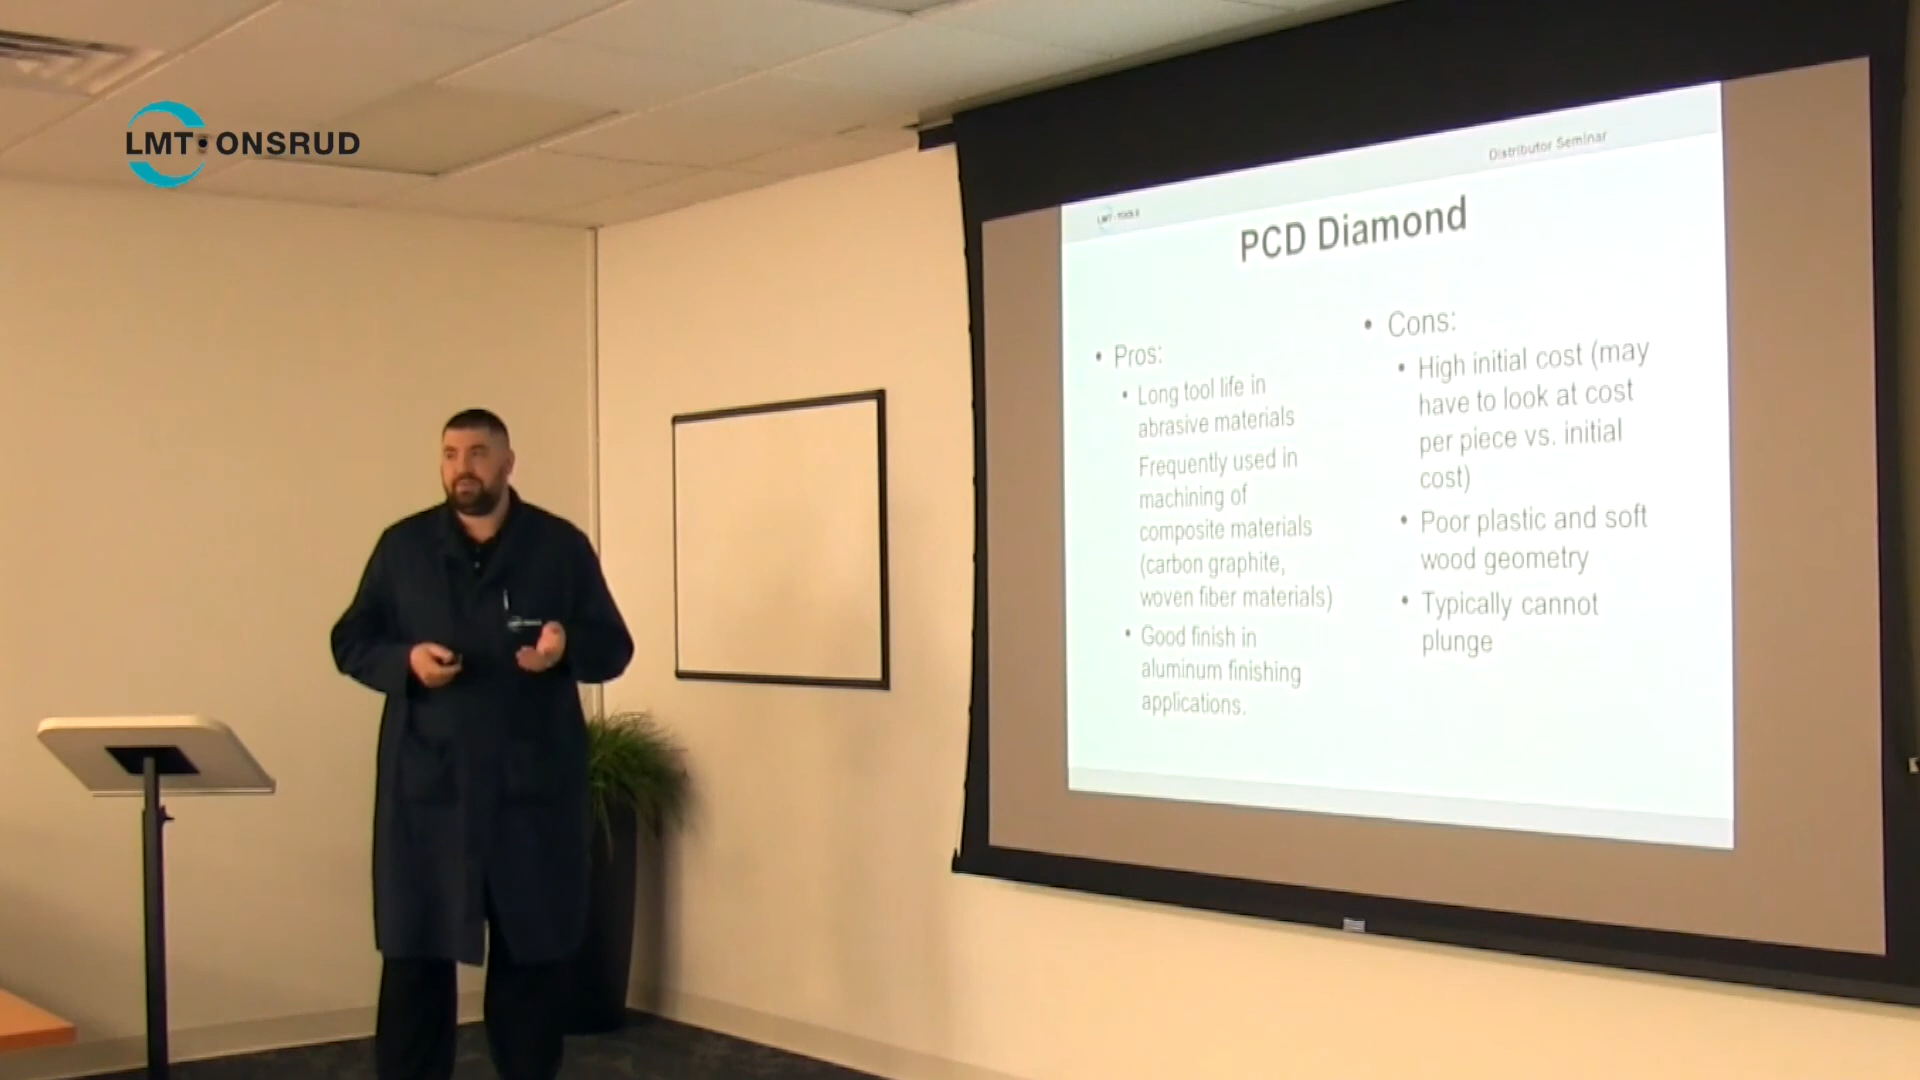 LMT ONSRUD
Distributor Seminar
LMT TOOLS
PCD Diamond
• Pros:
• Long tool life in
abrasive materials
Frequently used in
machining of
composite materials
(carbon graphite,
woven fiber materials)
• Good finish in
aluminum finishing
applications.
• Cons:
• High initial cost (may
have to look at cost
per piece vs. initial
cost)
• Poor plastic and soft
wood geometry
• Typically cannot
plunge